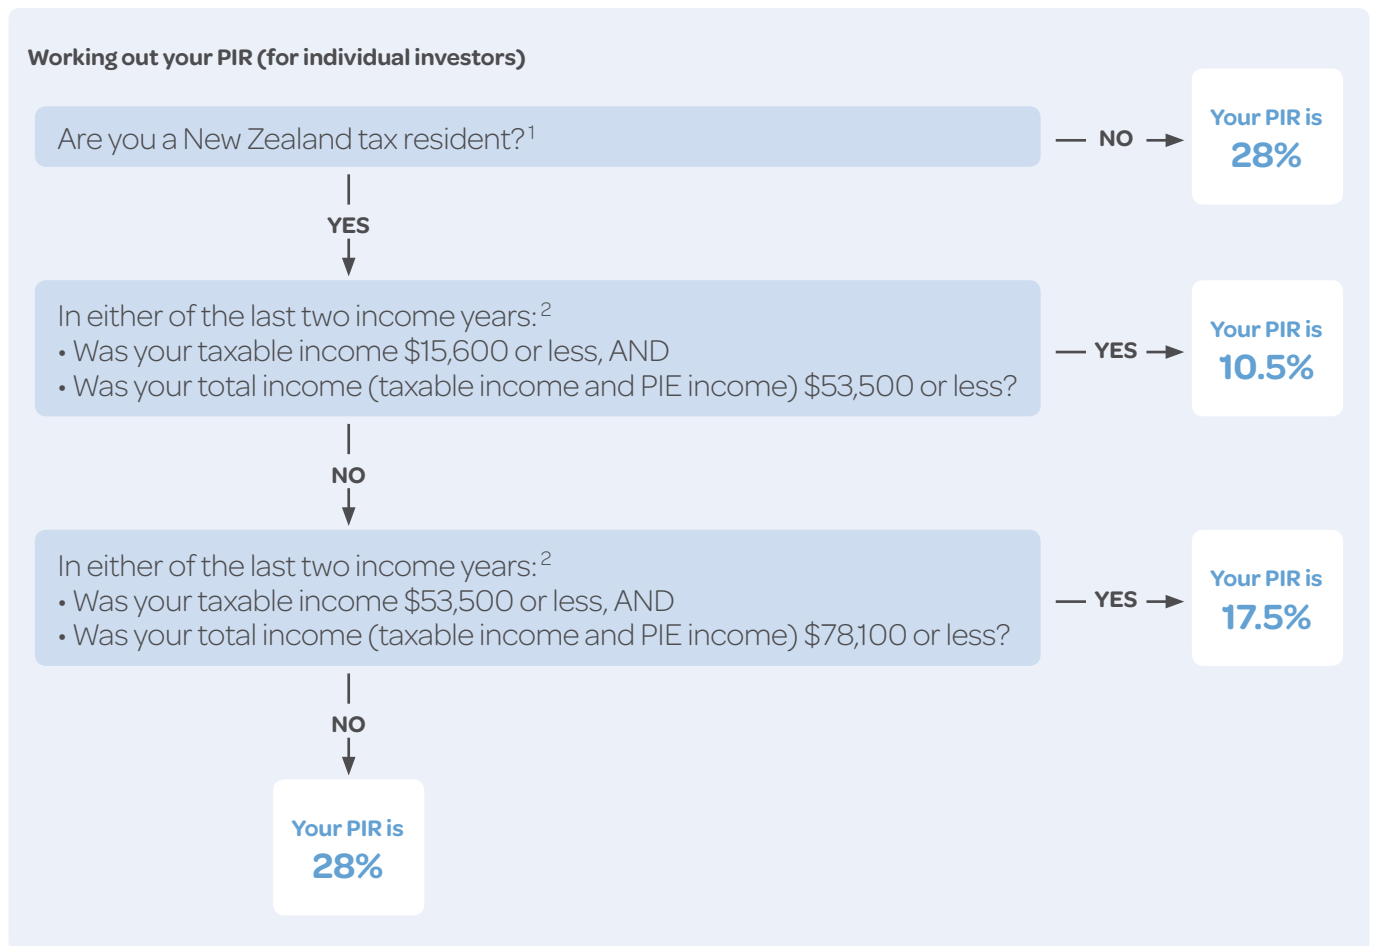 Working out your PIR (for individual investors)
Are you a New Zealand tax resident?¹
NO
Your PIR is
28%
YES
In either of the last two income years:²
• Was your taxable income $15,600 or less, AND
• Was your total income (taxable income and PIE income) $53,500 or less?
YES
Your PIR is
10.5%
NO
In either of the last two income years:²
• Was your taxable income $53,500 or less, AND
• Was your total income (taxable income and PIE income) $78,100 or less?
YES
Your PIR is
17.5%
NO
Your PIR is
28%